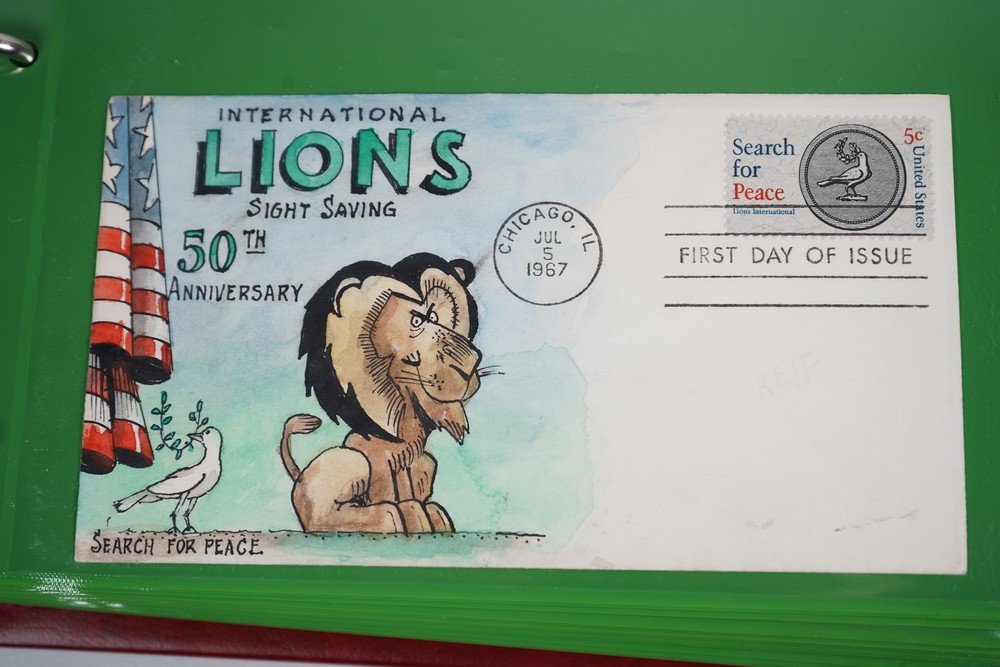 INTERNATIONAL
LIONS
SIGHT SAVING
50TH
ANNIVERSARY
SEARCH FOR PEACE
CHICAGO, IL
JUL
5
1967
Search
for
Peace
Lions International
5c
United States
FIRST DAY OF ISSUE